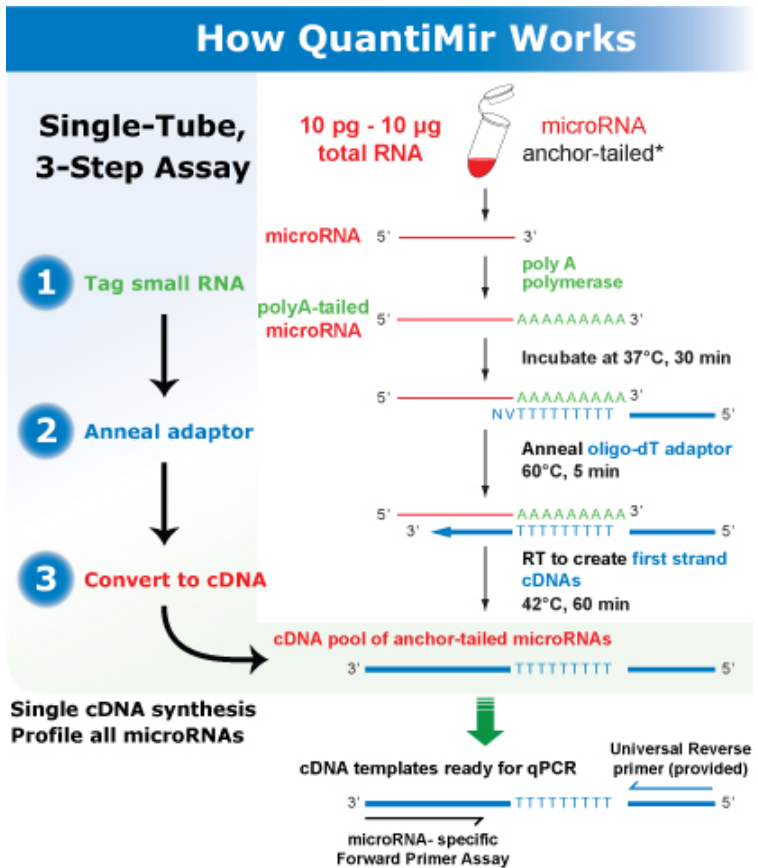 How QuantiMir Works
Single-Tube,
3-Step Assay
10 pg - 10 µg
total RNA
microRNA
anchor-tailed*
microRNA 5' 3'
1 Tag small RNA
poly A
polymerase
polyA-tailed
microRNA
5' AAAAAAAAA 3'
Incubate at 37°C, 30 min
5' AAAAAAAAA 3'
NVTTTTTTTTT 5'
2 Anneal adaptor
Anneal oligo-dT adaptor
60°C, 5 min
5' AAAAAAAAA 3'
3' TTTTTTTTT 5'
3 Convert to cDNA
RT to create first strand
cDNAs
42°C, 60 min
cDNA pool of anchor-tailed microRNAs
3' TTTTTTTTT 5'
Single cDNA synthesis
Profile all microRNAs
cDNA templates ready for qPCR
Universal Reverse
primer (provided)
3' TTTTTTTTT 5'
microRNA- specific
Forward Primer Assay